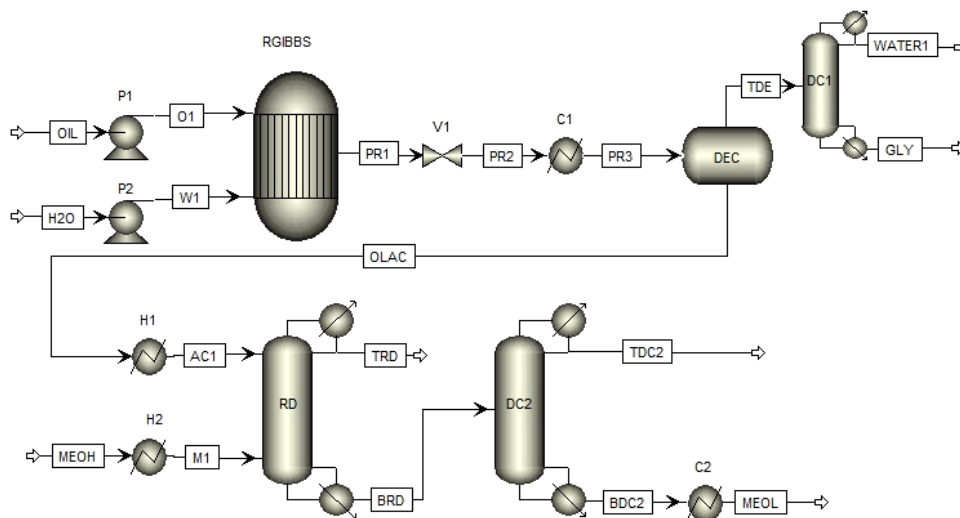 RGIBBS
P1
OIL
O1
P2
H2O
W1
PR1
V1
PR2
C1
PR3
DEC
TDE
DC1
WATER1
GLY
OLAC
H1
AC1
H2
MEOH
M1
RD
TRD
BRD
DC2
TDC2
BDC2
C2
MEOL